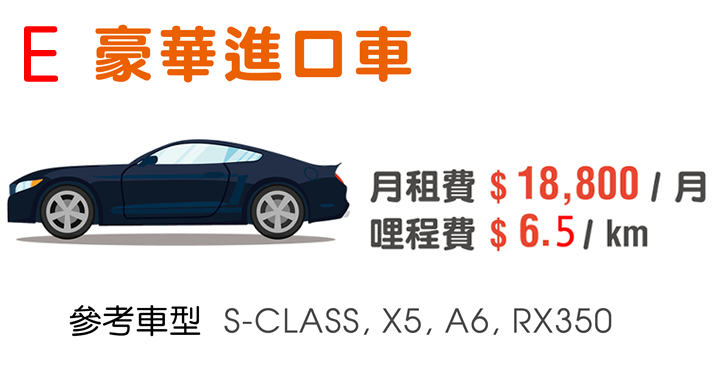 E 豪華進口車
月租費 $ 18,800 / 月
哩程費 $ 6.5 / km
參考車型 S-CLASS, X5, A6, RX350